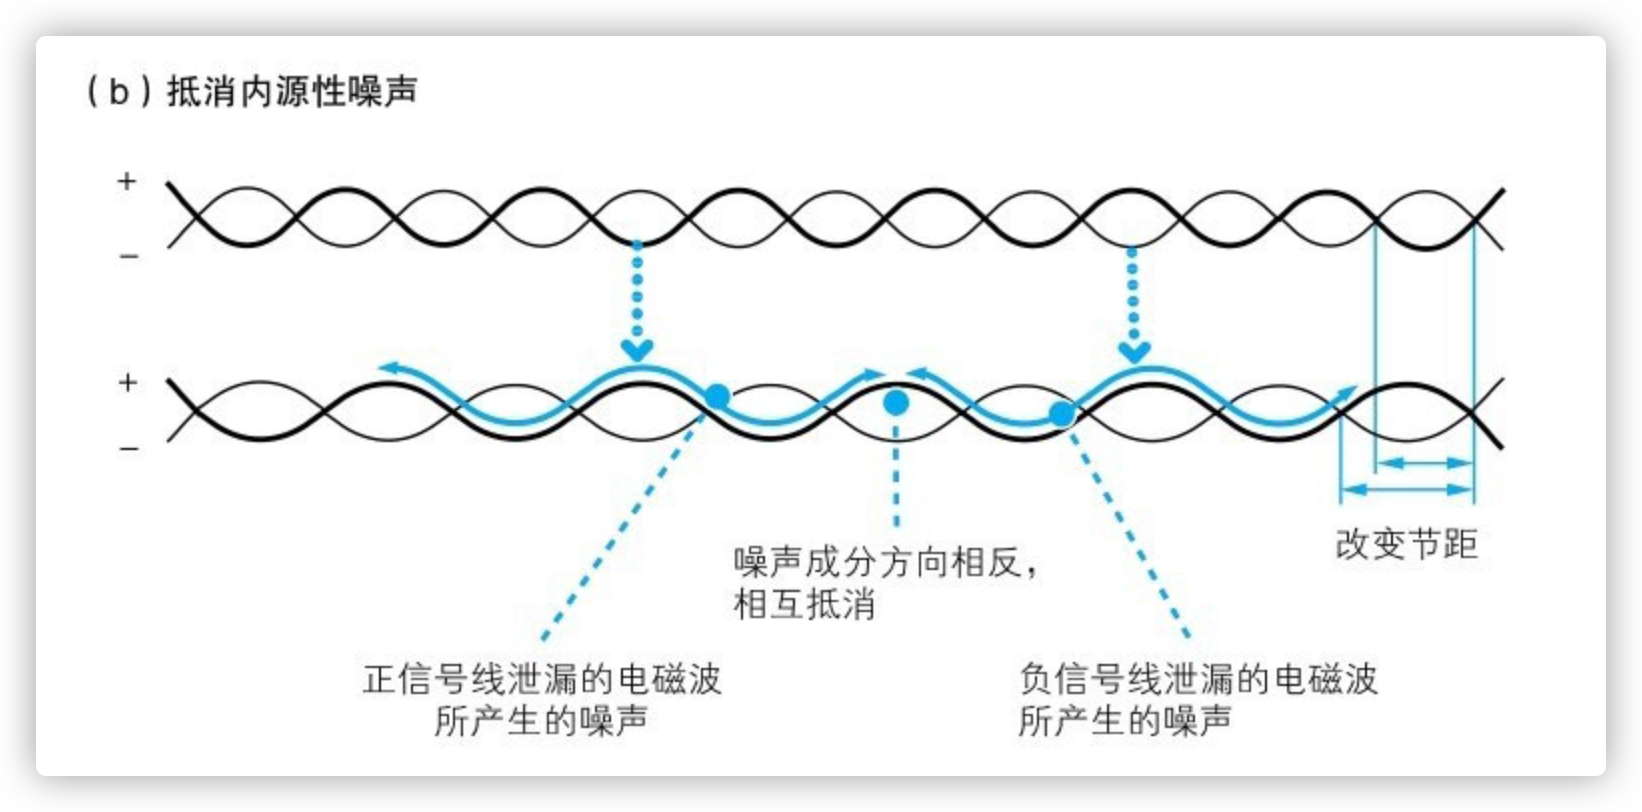 （b）抵消内源性噪声
+
−
+
−
改变节距
噪声成分方向相反，
相互抵消
正信号线泄漏的电磁波
所产生的噪声
负信号线泄漏的电磁波
所产生的噪声